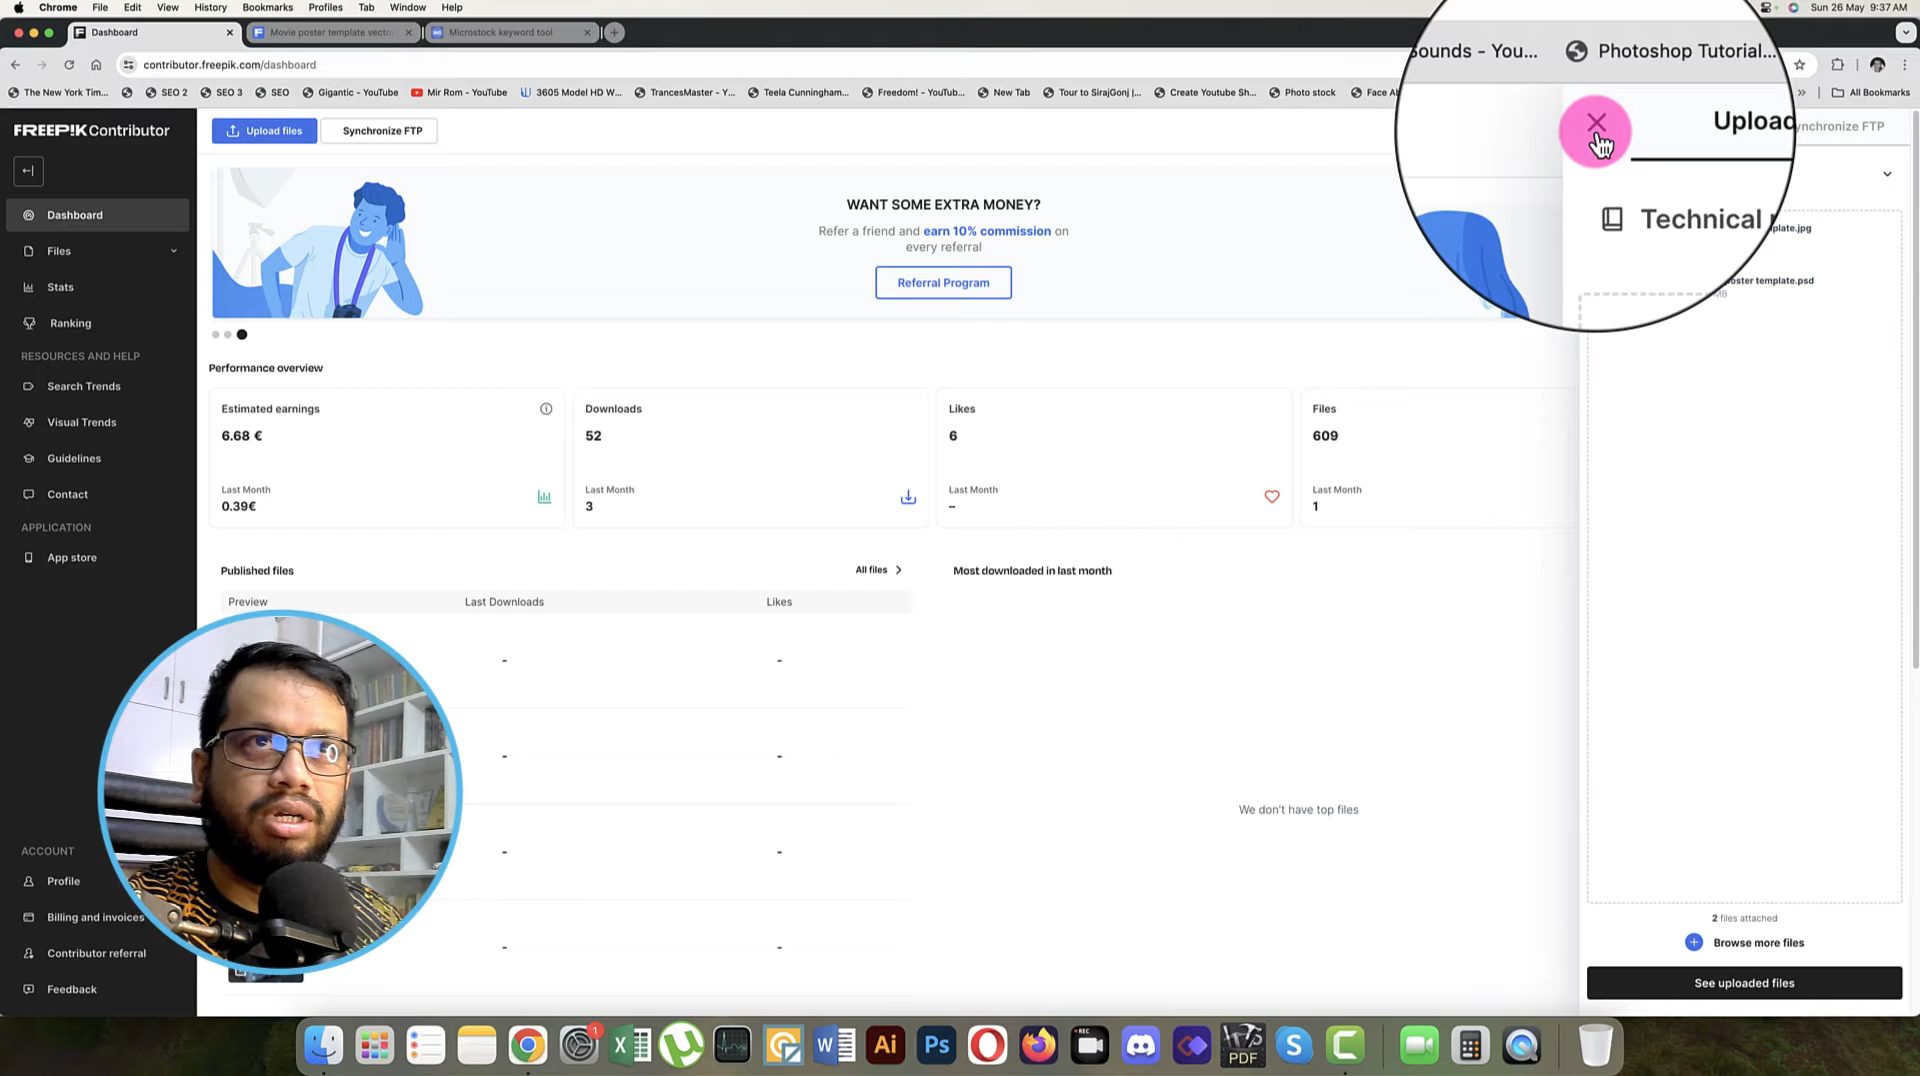 Chrome File Edit View History Bookmarks Profiles Tab Window Help
Sun 26 May 9:37 AM
Dashboard
Movie poster template vecto
Microstock keyword tool
Sounds - You...
Photoshop Tutorial...
contributor.freepik.com/dashboard
The New York Tim...
SEO 2
SEO 3
SEO
Gigantic - YouTube
Mir Rom - YouTube
3605 Model HD W...
TrancesMaster - Y...
Teela Cunningham...
Freedom! - YouTub...
New Tab
Tour to SirajGonj |...
Create Youtube Sh...
Photo stock
Face Ab
All Bookmarks
FREEP!K Contributor
Upload files
Synchronize FTP
Upload
ynchronize FTP
Dashboard
Files
Stats
Ranking
RESOURCES AND HELP
Search Trends
Visual Trends
Guidelines
Contact
APPLICATION
App store
ACCOUNT
Profile
Billing and invoices
Contributor referral
Feedback
WANT SOME EXTRA MONEY?
Refer a friend and earn 10% commission on
every referral
Referral Program
Technical
plate.jpg
oster template.psd
MB
Performance overview
Estimated earnings
6.68 €
Last Month
0.39€
Downloads
52
Last Month
3
Likes
6
Last Month
–
Files
609
Last Month
1
Published files
All files
Preview
Last Downloads
Likes
-
-
-
-
-
-
-
-
Most downloaded in last month
We don't have top files
2 files attached
Browse more files
See uploaded files
1
W
Ai
Ps
REC
PDF
S
C